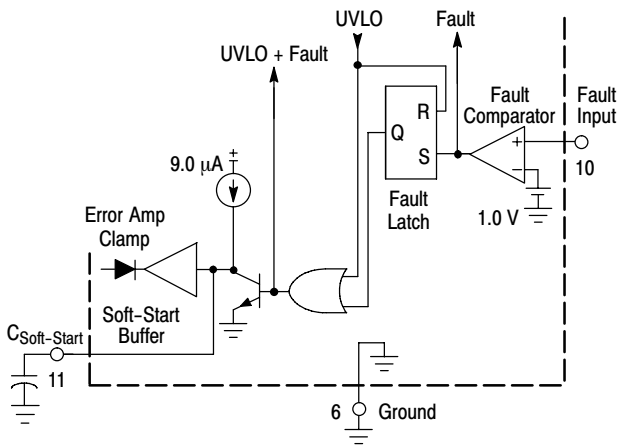 UVLO
Fault
UVLO + Fault
R
Q
S
Fault
Comparator
Fault
Input
+
−
10
1.0 V
Fault
Latch
+
9.0 μA
Error Amp
Clamp
Soft−Start
Buffer
CSoft−Start
11
6
Ground